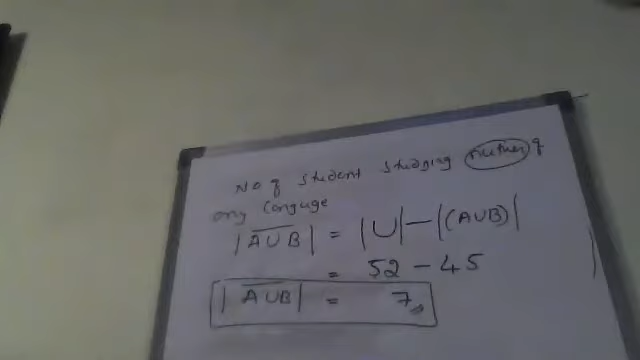 No of student studying neither of
any Language
|A̅U̅B̅| = |U| - |(AUB)|
= 52 - 45
|A̅U̅B̅| = 7